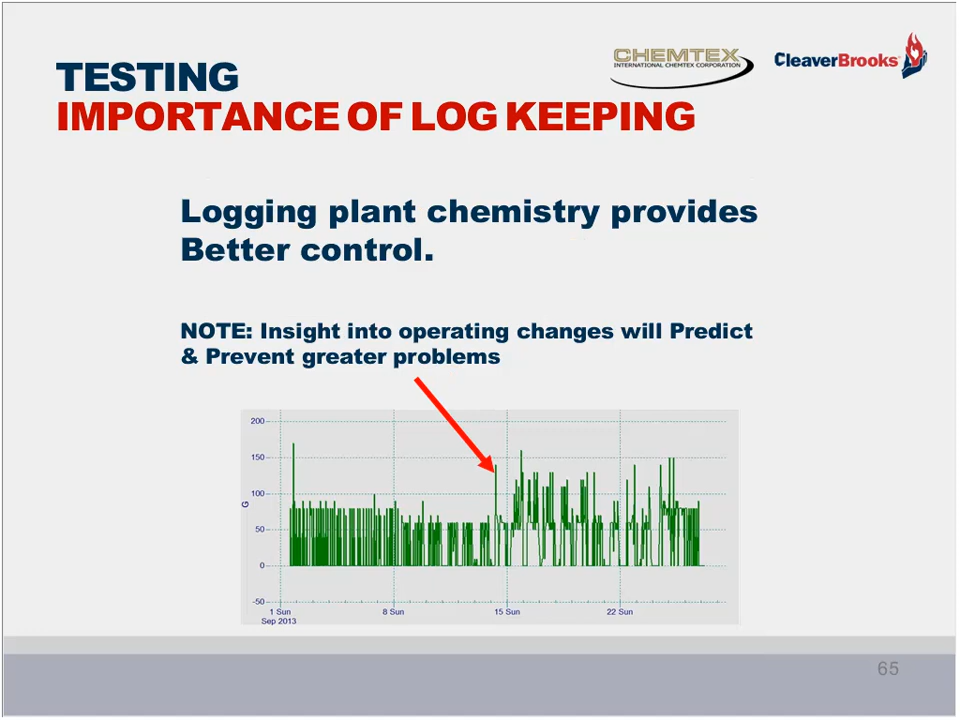 TESTING
IMPORTANCE OF LOG KEEPING
CHEMTEX
INTERNATIONAL CHEMTEX CORPORATION
CleaverBrooks
Logging plant chemistry provides
Better control.
NOTE: Insight into operating changes will Predict
& Prevent greater problems
200
150
100
G
50
0
-50
1 Sun 8 Sun 15 Sun 22 Sun
Sep 2013
65